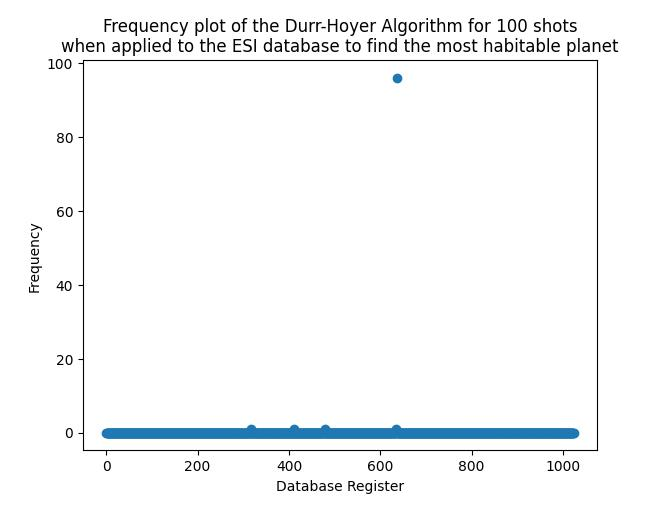 Frequency plot of the Durr-Hoyer Algorithm for 100 shots
when applied to the ESI database to find the most habitable planet
100
80
60
40
20
0
Frequency
0 200 400 600 800 1000
Database Register